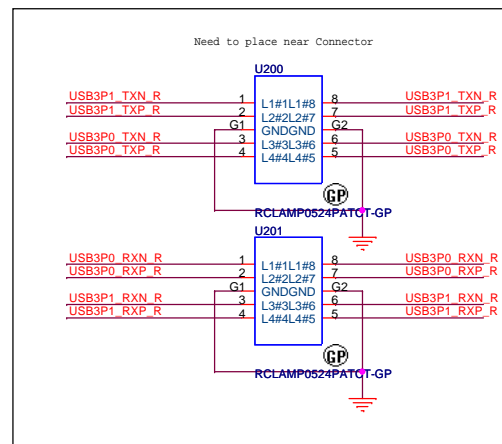 Need to place near Connector
U200
USB3P1_TXN_R 1 L1#1L1#8 8 USB3P1_TXN_R
USB3P1_TXP_R 2 L2#2L2#7 7 USB3P1_TXP_R
G1 GNDGND G2
USB3P0_TXN_R 3 L3#3L3#6 6 USB3P0_TXN_R
USB3P0_TXP_R 4 L4#4L4#5 5 USB3P0_TXP_R
GP
RCLAMP0524PATCT-GP
U201
USB3P0_RXN_R 1 L1#1L1#8 8 USB3P0_RXN_R
USB3P0_RXP_R 2 L2#2L2#7 7 USB3P0_RXP_R
G1 GNDGND G2
USB3P1_RXN_R 3 L3#3L3#6 6 USB3P1_RXN_R
USB3P1_RXP_R 4 L4#4L4#5 5 USB3P1_RXP_R
GP
RCLAMP0524PATCT-GP